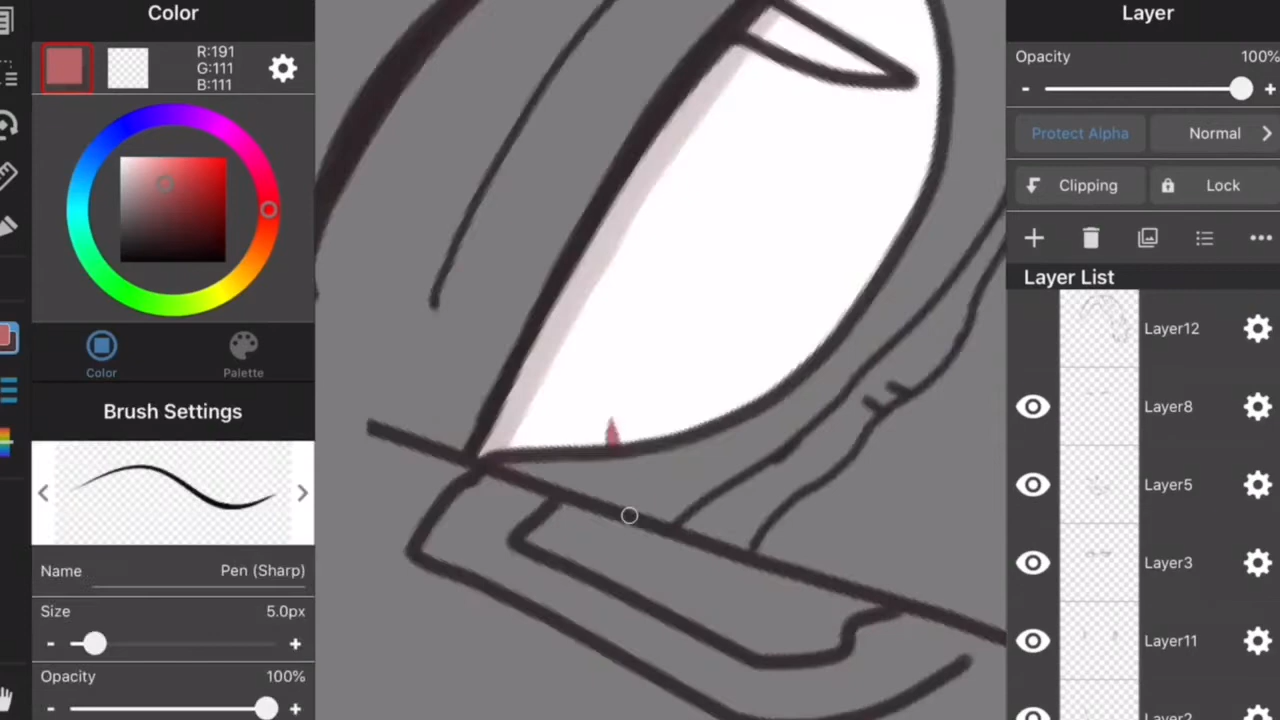 Color
R:191
G:111
B:111
Color
Palette
Brush Settings
Name Pen (Sharp)
Size 5.0px
- +
Opacity 100%
- +
Layer
Opacity 100%
- +
Protect Alpha Normal
Clipping Lock
Layer List
Layer12
Layer8
Layer5
Layer3
Layer11
Layer2